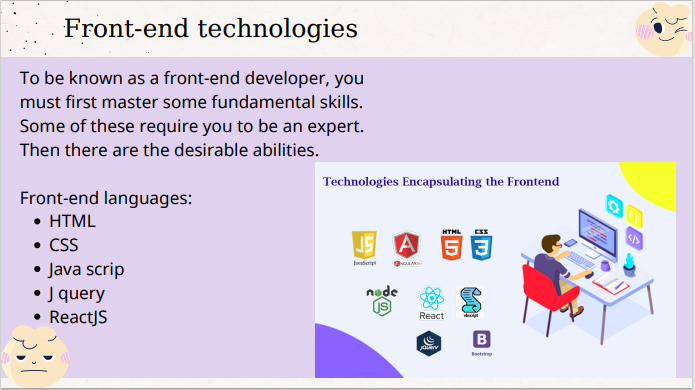 Front-end technologies
To be known as a front-end developer, you
must first master some fundamental skills.
Some of these require you to be an expert.
Then there are the desirable abilities.
Front-end languages:
• HTML
• CSS
• Java scrip
• J query
• ReactJS
Technologies Encapsulating the Frontend
JS
JavaScript
A
HTML
5
CSS
3
node
JS
React
jQuery
B
Bootstrap